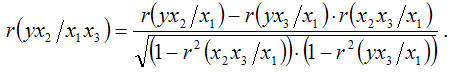 r(yx₂/x₁x₃) = (r(yx₂/x₁) − r(yx₃/x₁) · r(x₂x₃/x₁)) / √((1 − r²(x₂x₃/x₁)) · (1 − r²(yx₃/x₁))) .